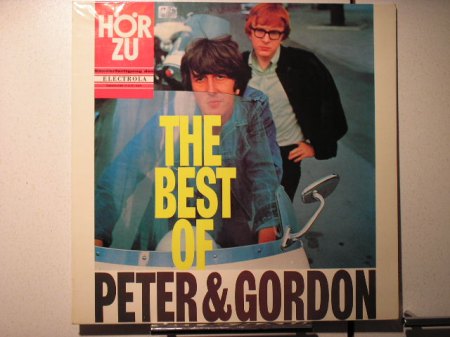 HÖR
ZU
ELECTROLA
THE
BEST
OF
PETER & GORDON